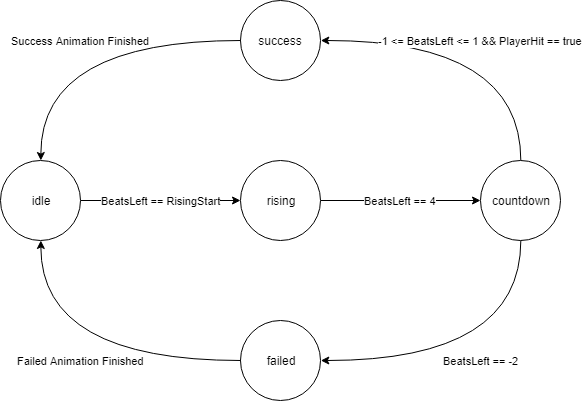 success
Success Animation Finished
-1 <= BeatsLeft <= 1 && PlayerHit == true
idle
BeatsLeft == RisingStart
rising
BeatsLeft == 4
countdown
failed
Failed Animation Finished
BeatsLeft == -2